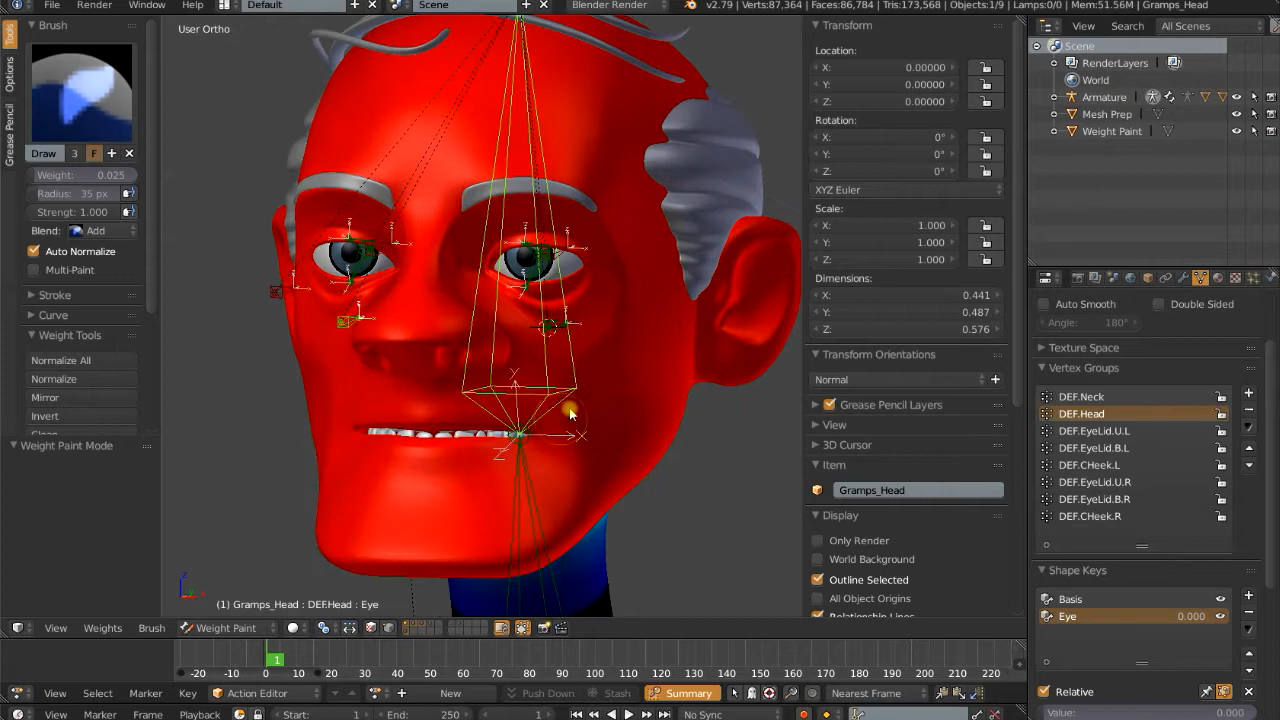 File Render Window Help Default Scene Blender Render v2.79 | Verts:87,364 | Faces:86,784 | Tris:173,568 | Objects:1/9 | Lamps:0/0 | Mem:51.56M | Gramps_Head
Tools
Options
Grease Pencil
Brush
Draw 3 F
Weight: 0.025
Radius: 35 px
Strengt: 1.000
Blend: Add
Auto Normalize
Multi-Paint
Stroke
Curve
Weight Tools
Normalize All
Normalize
Mirror
Invert
Weight Paint Mode
User Ortho
(1) Gramps_Head : DEF.Head : Eye
Transform
Location:
X: 0.00000
Y: 0.00000
Z: 0.00000
Rotation:
X: 0°
Y: 0°
Z: 0°
XYZ Euler
Scale:
X: 1.000
Y: 1.000
Z: 1.000
Dimensions:
X: 0.441
Y: 0.487
Z: 0.576
Transform Orientations
Normal
Grease Pencil Layers
View
3D Cursor
Item
Gramps_Head
Display
Only Render
World Background
Outline Selected
All Object Origins
Relationship Lines
View Search All Scenes
Scene
RenderLayers
World
Armature
Mesh Prep
Weight Paint
Auto Smooth Double Sided
Angle: 180°
Texture Space
Vertex Groups
DEF.Neck
DEF.Head
DEF.EyeLid.U.L
DEF.EyeLid.B.L
DEF.CHeek.L
DEF.EyeLid.U.R
DEF.EyeLid.B.R
DEF.CHeek.R
Shape Keys
Basis
Eye 0.000
Relative
Value: 0.000
View Weights Brush Weight Paint
-20 -10 0 10 20 30 40 50 60 70 80 90 100 110 120 130 140 150 160 170 180 190 200 210 220
1
View Select Marker Key Action Editor New Push Down Stash Summary Nearest Frame
View Marker Frame Playback Start: 1 End: 250 1 No Sync